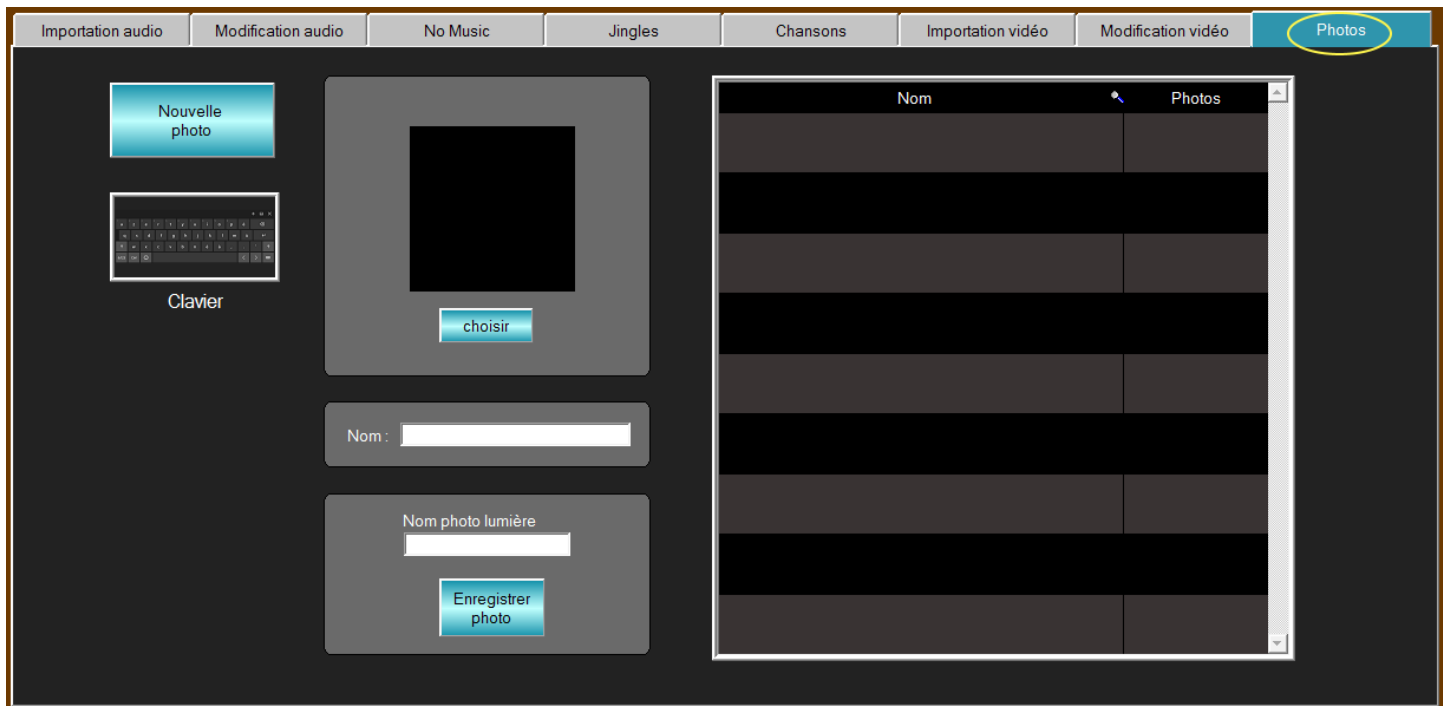 Importation audio
Modification audio
No Music
Jingles
Chansons
Importation vidéo
Modification vidéo
Photos
Nouvelle
photo
Clavier
choisir
Nom :
Nom photo lumière
Enregistrer
photo
Nom
Photos